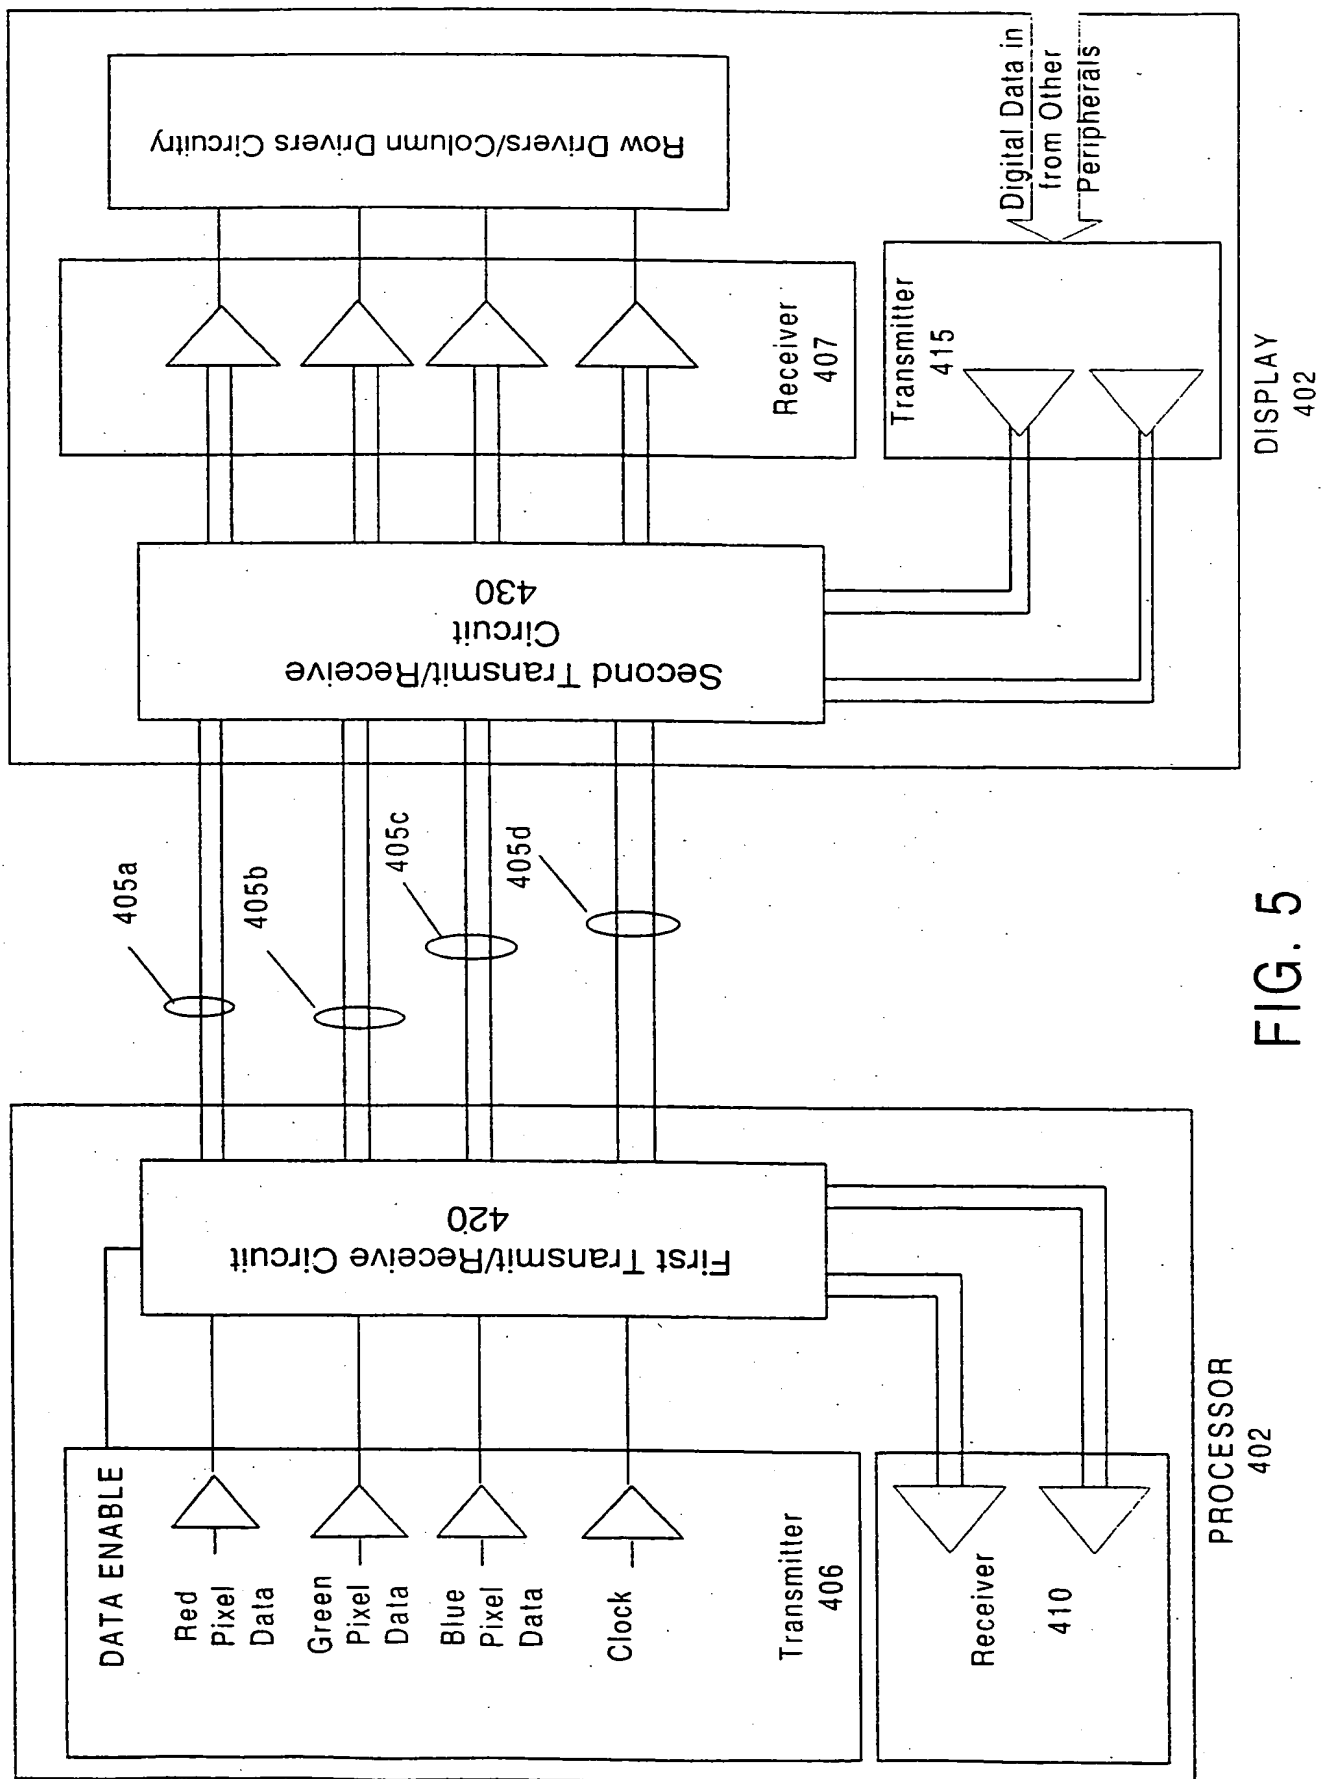 DATA ENABLE
Red
Pixel
Data
Green
Pixel
Data
Blue
Pixel
Data
Clock
Transmitter
406
Receiver
410
First Transmit/Receive Circuit
420
PROCESSOR
402
405a
405b
405c
405d
Second Transmit/Receive
Circuit
430
Receiver
407
Row Drivers/Column Drivers Circuitry
Transmitter
415
Digital Data in
from Other
Peripherals
DISPLAY
402
FIG. 5